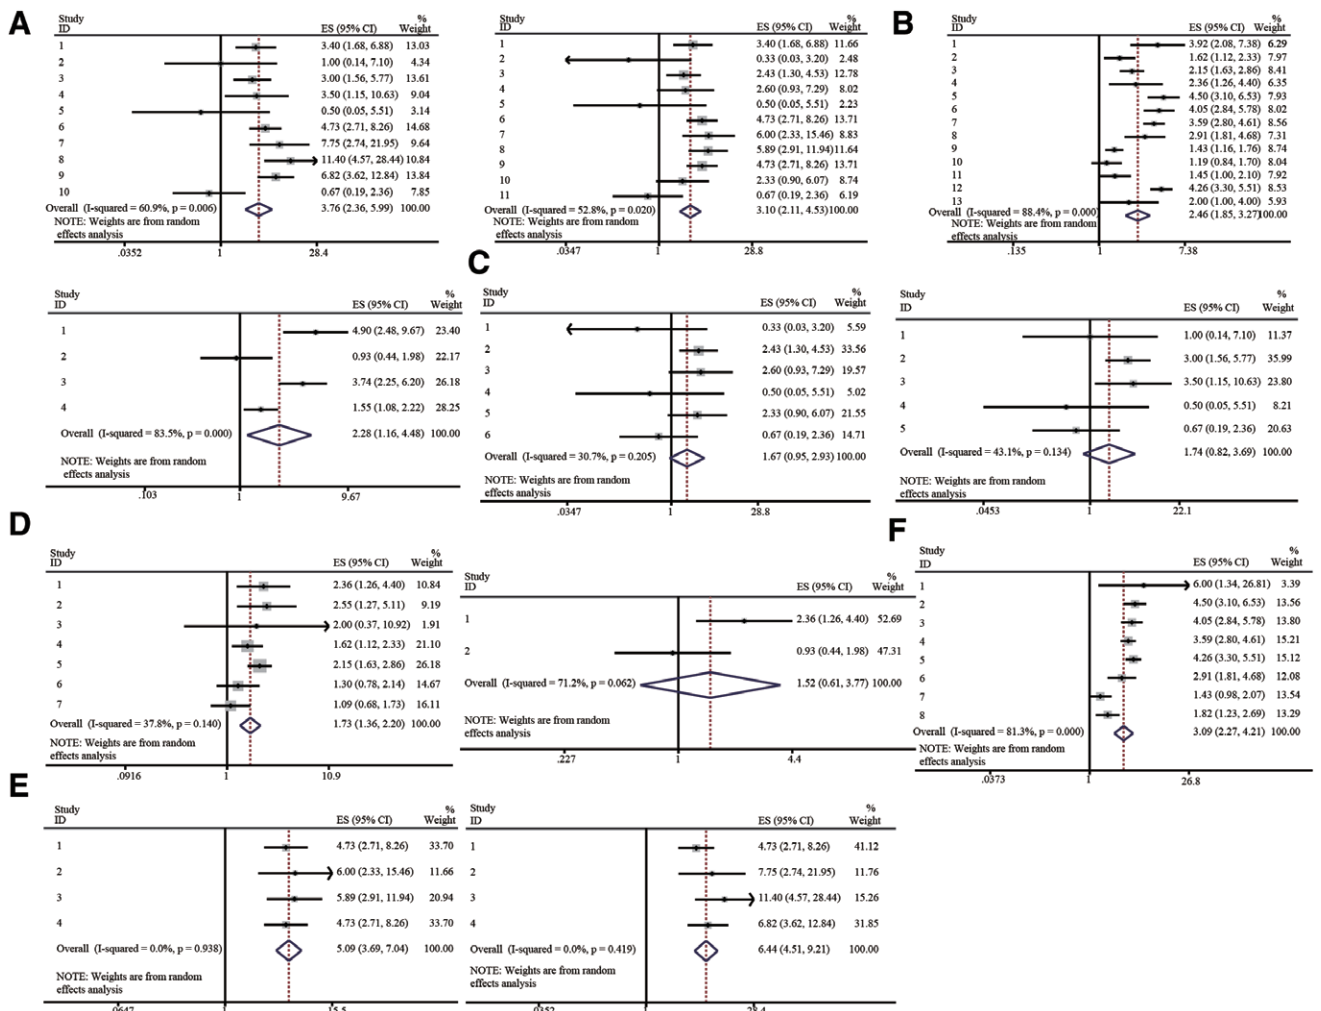 A
Study
ID
ES (95% CI)
%
Weight
1 3.40 (1.68, 6.88) 13.03
2 1.00 (0.14, 7.10) 4.34
3 3.00 (1.56, 5.77) 13.61
4 3.50 (1.15, 10.63) 9.04
5 0.50 (0.05, 5.51) 3.14
6 4.73 (2.71, 8.26) 14.68
7 7.75 (2.74, 21.95) 9.64
8 11.40 (4.57, 28.44) 10.84
9 6.82 (3.62, 12.84) 13.84
10 0.67 (0.19, 2.36) 7.85
Overall (I-squared = 60.9%, p = 0.006) 3.76 (2.36, 5.99) 100.00
NOTE: Weights are from random
effects analysis
.0352 1 28.4
Study
ID
ES (95% CI)
%
Weight
1 3.40 (1.68, 6.88) 11.66
2 0.33 (0.03, 3.20) 2.48
3 2.43 (1.30, 4.53) 12.78
4 2.60 (0.93, 7.29) 8.02
5 0.50 (0.05, 5.51) 2.23
6 4.73 (2.71, 8.26) 13.71
7 6.00 (2.33, 15.46) 8.83
8 5.89 (2.91, 11.94) 11.64
9 4.73 (2.71, 8.26) 13.71
10 2.33 (0.90, 6.07) 8.74
11 0.67 (0.19, 2.36) 6.19
Overall (I-squared = 52.8%, p = 0.020) 3.10 (2.11, 4.53) 100.00
NOTE: Weights are from random
effects analysis
.0347 1 28.8
B
Study
ID
ES (95% CI)
%
Weight
1 3.92 (2.08, 7.38) 6.29
2 1.62 (1.12, 2.33) 7.97
3 2.15 (1.63, 2.86) 8.41
4 2.36 (1.26, 4.40) 6.35
5 4.50 (3.10, 6.53) 7.93
6 4.05 (2.84, 5.78) 8.02
7 3.59 (2.80, 4.61) 8.56
8 2.91 (1.81, 4.68) 7.31
9 1.43 (1.16, 1.76) 8.74
10 1.19 (0.84, 1.70) 8.04
11 1.45 (1.00, 2.10) 7.92
12 4.26 (3.30, 5.51) 8.53
13 2.00 (1.00, 4.00) 5.93
Overall (I-squared = 88.4%, p = 0.000) 2.46 (1.85, 3.27) 100.00
NOTE: Weights are from random
effects analysis
.135 1 7.38
Study
ID
ES (95% CI)
%
Weight
1 4.90 (2.48, 9.67) 23.40
2 0.93 (0.44, 1.98) 22.17
3 3.74 (2.25, 6.20) 26.18
4 1.55 (1.08, 2.22) 28.25
Overall (I-squared = 83.5%, p = 0.000) 2.28 (1.16, 4.48) 100.00
NOTE: Weights are from random
effects analysis
.103 1 9.67
C
Study
ID
ES (95% CI)
%
Weight
1 0.33 (0.03, 3.20) 5.59
2 2.43 (1.30, 4.53) 33.56
3 2.60 (0.93, 7.29) 19.57
4 0.50 (0.05, 5.51) 5.02
5 2.33 (0.90, 6.07) 21.55
6 0.67 (0.19, 2.36) 14.71
Overall (I-squared = 30.7%, p = 0.205) 1.67 (0.95, 2.93) 100.00
NOTE: Weights are from random
effects analysis
.0347 1 28.8
Study
ID
ES (95% CI)
%
Weight
1 1.00 (0.14, 7.10) 11.37
2 3.00 (1.56, 5.77) 35.99
3 3.50 (1.15, 10.63) 23.80
4 0.50 (0.05, 5.51) 8.21
5 0.67 (0.19, 2.36) 20.63
Overall (I-squared = 43.1%, p = 0.134) 1.74 (0.82, 3.69) 100.00
NOTE: Weights are from random
effects analysis
.0453 1 22.1
D
Study
ID
ES (95% CI)
%
Weight
1 2.36 (1.26, 4.40) 10.84
2 2.55 (1.27, 5.11) 9.19
3 2.00 (0.37, 10.92) 1.91
4 1.62 (1.12, 2.33) 21.10
5 2.15 (1.63, 2.86) 26.18
6 1.30 (0.78, 2.14) 14.67
7 1.09 (0.68, 1.73) 16.11
Overall (I-squared = 37.8%, p = 0.140) 1.73 (1.36, 2.20) 100.00
NOTE: Weights are from random
effects analysis
.0916 1 10.9
Study
ID
ES (95% CI)
%
Weight
1 2.36 (1.26, 4.40) 52.69
2 0.93 (0.44, 1.98) 47.31
Overall (I-squared = 71.2%, p = 0.062) 1.52 (0.61, 3.77) 100.00
NOTE: Weights are from random
effects analysis
.227 1 4.4
F
Study
ID
ES (95% CI)
%
Weight
1 6.00 (1.34, 26.81) 3.39
2 4.50 (3.10, 6.53) 13.56
3 4.05 (2.84, 5.78) 13.80
4 3.59 (2.80, 4.61) 15.21
5 4.26 (3.30, 5.51) 15.12
6 2.91 (1.81, 4.68) 12.08
7 1.43 (0.98, 2.07) 13.54
8 1.82 (1.23, 2.69) 13.29
Overall (I-squared = 81.3%, p = 0.000) 3.09 (2.27, 4.21) 100.00
NOTE: Weights are from random
effects analysis
.0373 1 26.8
E
Study
ID
ES (95% CI)
%
Weight
1 4.73 (2.71, 8.26) 33.70
2 6.00 (2.33, 15.46) 11.66
3 5.89 (2.91, 11.94) 20.94
4 4.73 (2.71, 8.26) 33.70
Overall (I-squared = 0.0%, p = 0.938) 5.09 (3.69, 7.04) 100.00
NOTE: Weights are from random
effects analysis
.0647 1 15.5
Study
ID
ES (95% CI)
%
Weight
1 4.73 (2.71, 8.26) 41.12
2 7.75 (2.74, 21.95) 11.76
3 11.40 (4.57, 28.44) 15.26
4 6.82 (3.62, 12.84) 31.85
Overall (I-squared = 0.0%, p = 0.419) 6.44 (4.51, 9.21) 100.00
NOTE: Weights are from random
effects analysis
.0352 1 28.4